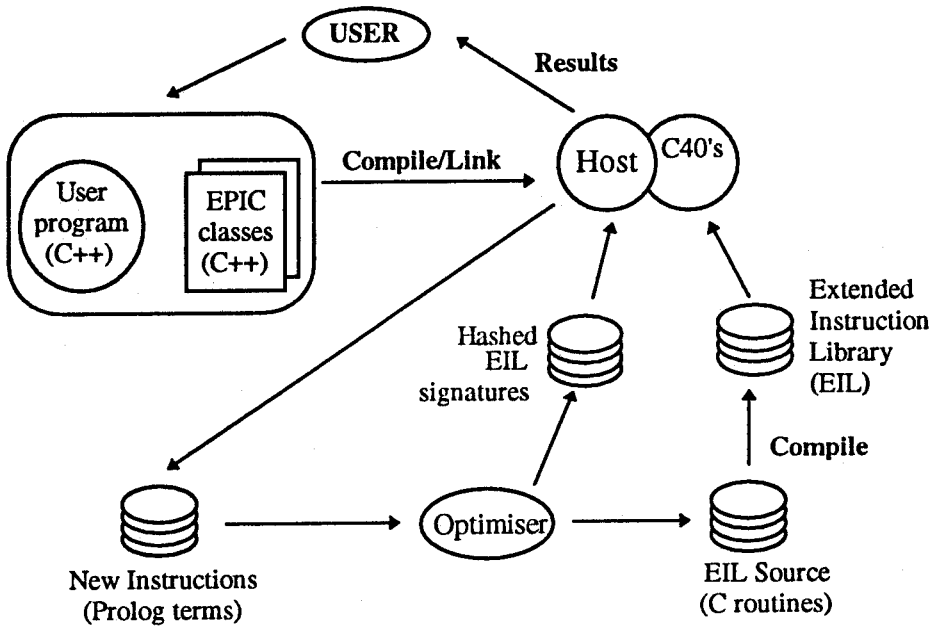 USER
Results
Compile/Link
Host
C40's
User
program
(C++)
EPIC
classes
(C++)
Hashed
EIL
signatures
Extended
Instruction
Library
(EIL)
Compile
Optimiser
New Instructions
(Prolog terms)
EIL Source
(C routines)